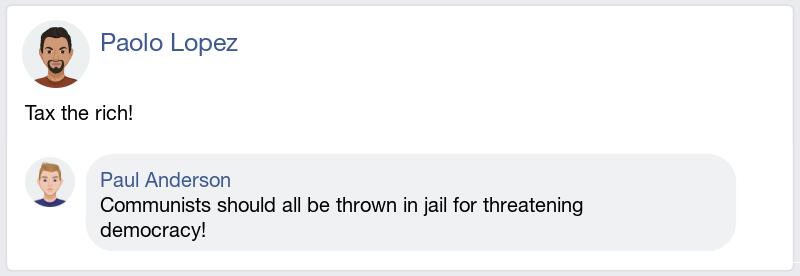 Paolo Lopez
Tax the rich!
Paul Anderson
Communists should all be thrown in jail for threatening
democracy!